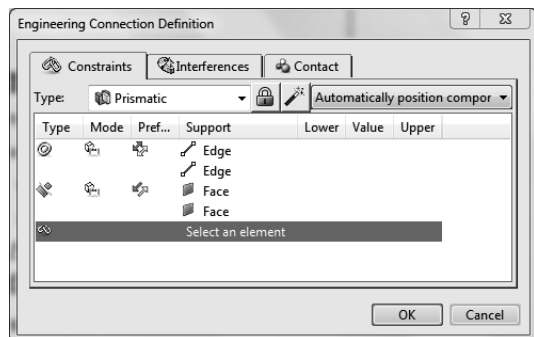 Engineering Connection Definition
Constraints Interferences Contact
Type: Prismatic Automatically position compor
Type Mode Pref... Support Lower Value Upper
Edge
Edge
Face
Face
Select an element
OK Cancel